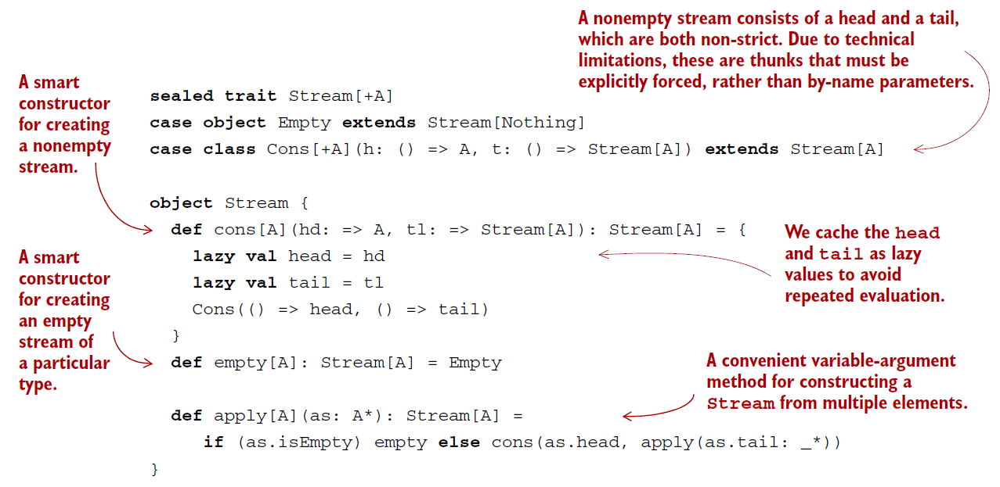 A nonempty stream consists of a head and a tail,
which are both non-strict. Due to technical
limitations, these are thunks that must be
explicitly forced, rather than by-name parameters.
A smart
constructor
for creating
a nonempty
stream.
sealed trait Stream[+A]
case object Empty extends Stream[Nothing]
case class Cons[+A](h: () => A, t: () => Stream[A]) extends Stream[A]
object Stream {
def cons[A](hd: => A, tl: => Stream[A]): Stream[A] = {
lazy val head = hd
lazy val tail = tl
Cons(() => head, () => tail)
}
We cache the head
and tail as lazy
values to avoid
repeated evaluation.
A smart
constructor
for creating
an empty
stream of
a particular
type.
def empty[A]: Stream[A] = Empty
A convenient variable-argument
method for constructing a
Stream from multiple elements.
def apply[A](as: A*): Stream[A] =
if (as.isEmpty) empty else cons(as.head, apply(as.tail: _*))
}